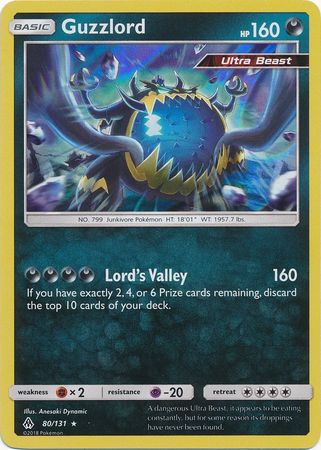 BASIC Guzzlord HP 160
Ultra Beast
NO. 799 Junkivore Pokémon HT: 18'01" WT: 1957.7 lbs.
Lord's Valley 160
If you have exactly 2, 4, or 6 Prize cards remaining, discard
the top 10 cards of your deck.
weakness × 2 resistance -20 retreat
Illus. Anesaki Dynamic
80/131 ★
©2018 Pokémon
A dangerous Ultra Beast, it appears to be eating
constantly, but for some reason its droppings
have never been found.